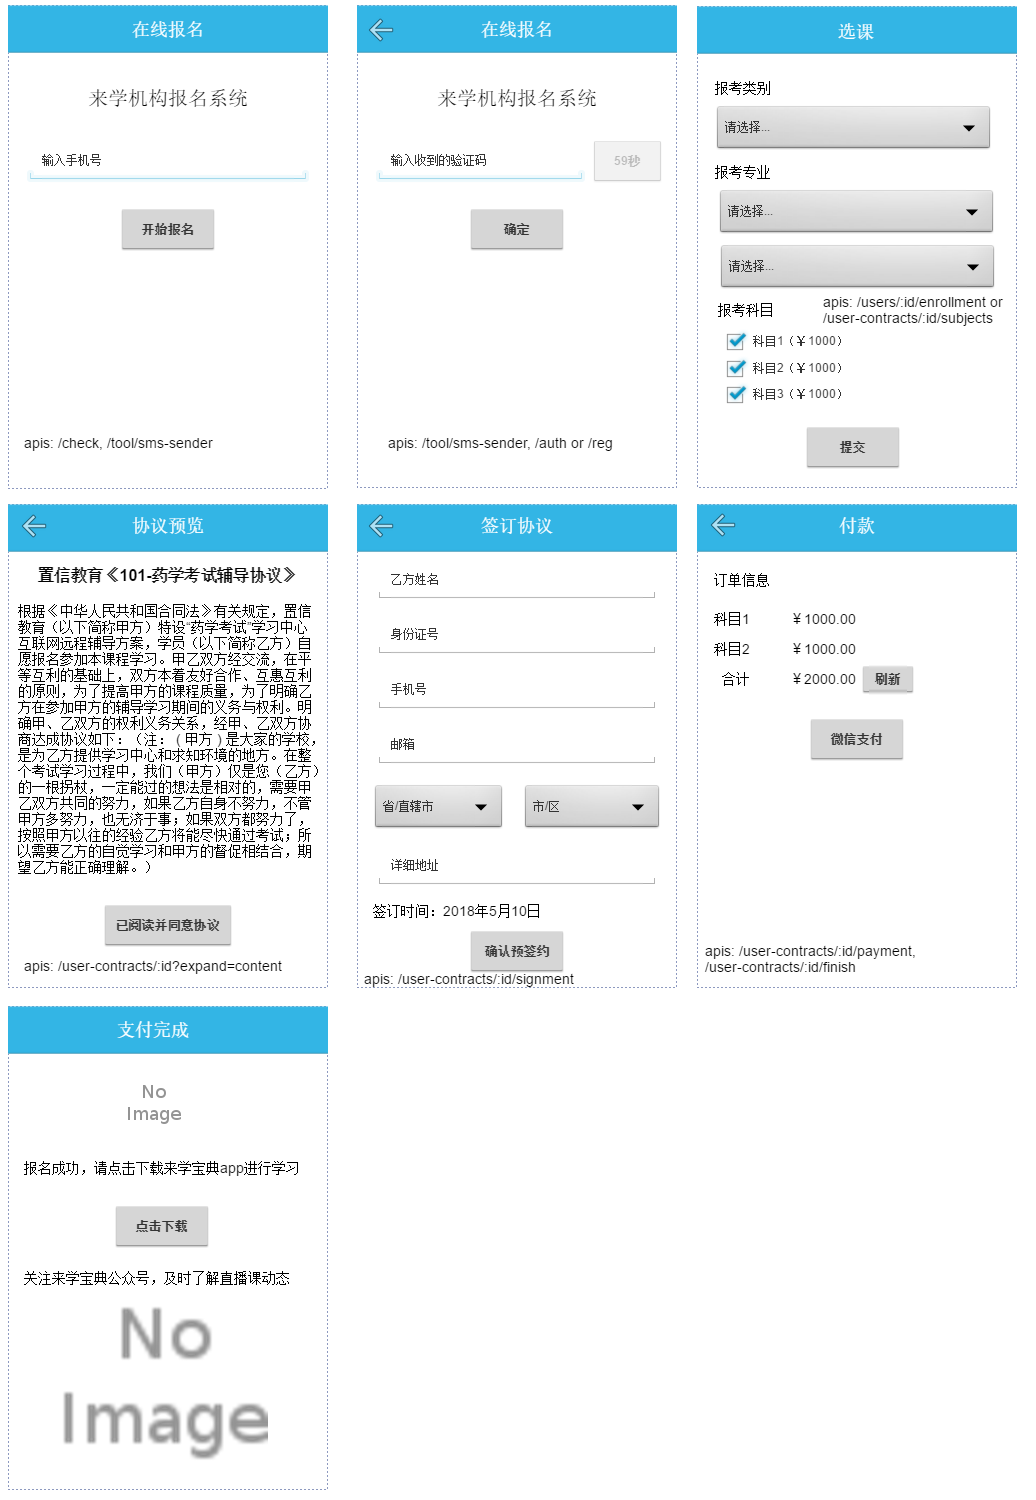 在线报名
来学机构报名系统
输入手机号
开始报名
apis: /check, /tool/sms-sender
在线报名
来学机构报名系统
输入收到的验证码
59秒
确定
apis: /tool/sms-sender, /auth or /reg
选课
报考类别
请选择...
报考专业
请选择...
请选择...
报考科目
apis: /users/:id/enrollment or
/user-contracts/:id/subjects
科目1（￥1000）
科目2（￥1000）
科目3（￥1000）
提交
协议预览
置信教育《101-药学考试辅导协议》
根据《中华人民共和国合同法》有关规定，置信
教育（以下简称甲方）特设“药学考试”学习中心
互联网远程辅导方案，学员（以下简称乙方）自
愿报名参加本课程学习。甲乙双方经交流，在平
等互利的基础上，双方本着友好合作、互惠互利
的原则，为了提高甲方的课程质量，为了明确乙
方在参加甲方的辅导学习期间的义务与权利。明
确甲、乙双方的权利义务关系，经甲、乙双方协
商达成协议如下：（注：（甲方）是大家的学校，
是为乙方提供学习中心和求知环境的地方。在整
个考试学习过程中，我们（甲方）仅是您（乙方）
的一根拐杖，一定能过的想法是相对的，需要甲
乙双方共同的努力，如果乙方自身不努力，不管
甲方多努力，也无济于事；如果双方都努力了，
按照甲方以往的经验乙方将能尽快通过考试；所
以需要乙方的自觉学习和甲方的督促相结合，期
望乙方能正确理解。）
已阅读并同意协议
apis: /user-contracts/:id?expand=content
签订协议
乙方姓名
身份证号
手机号
邮箱
省/直辖市
市/区
详细地址
签订时间：2018年5月10日
确认预签约
apis: /user-contracts/:id/signment
付款
订单信息
科目1 ￥1000.00
科目2 ￥1000.00
合计 ￥2000.00 刷新
微信支付
apis: /user-contracts/:id/payment,
/user-contracts/:id/finish
支付完成
No
Image
报名成功，请点击下载来学宝典app进行学习
点击下载
关注来学宝典公众号，及时了解直播课动态
No
Image